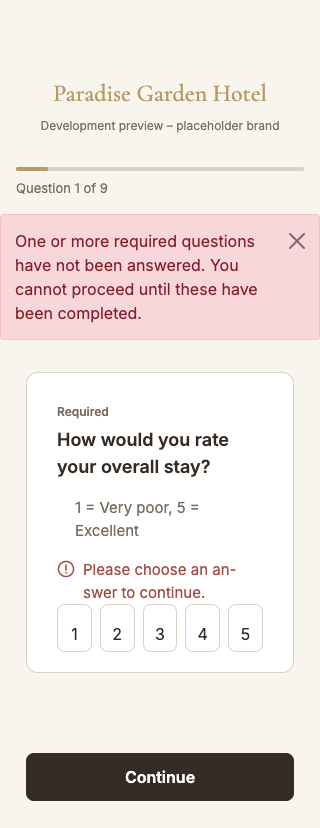 Paradise Garden Hotel
Development preview – placeholder brand
Question 1 of 9
One or more required questions
have not been answered. You
cannot proceed until these have
been completed.
Required
How would you rate
your overall stay?
1 = Very poor, 5 =
Excellent
Please choose an an-
swer to continue.
1 2 3 4 5
Continue